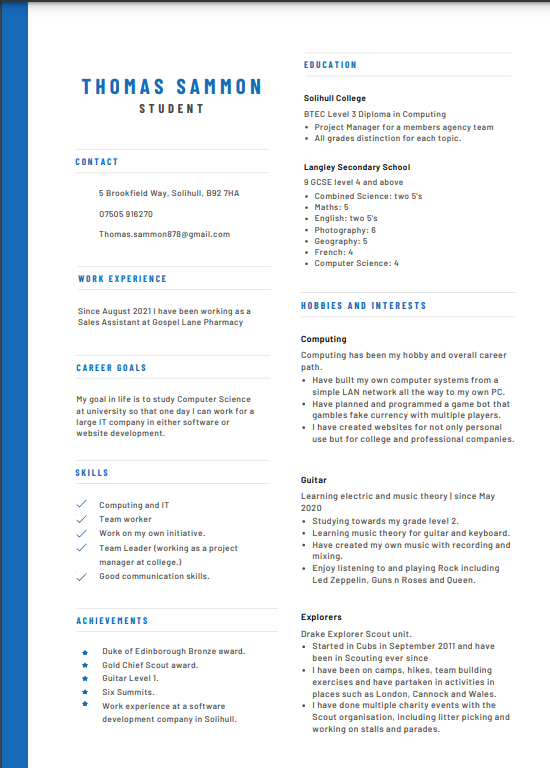 THOMAS SAMMON
STUDENT
CONTACT
5 Brookfield Way, Solihull, B92 7HA
07505 916270
Thomas.sammon878@gmail.com
WORK EXPERIENCE
Since August 2021 I have been working as a
Sales Assistant at Gospel Lane Pharmacy
CAREER GOALS
My goal in life is to study Computer Science
at university so that one day I can work for a
large IT company in either software or
website development.
SKILLS
Computing and IT
Team worker
Work on my own initiative.
Team Leader (working as a project
manager at college.)
Good communication skills.
ACHIEVEMENTS
Duke of Edinborough Bronze award.
Gold Chief Scout award.
Guitar Level 1.
Six Summits.
Work experience at a software
development company in Solihull.
EDUCATION
Solihull College
BTEC Level 3 Diploma in Computing
• Project Manager for a members agency team
• All grades distinction for each topic.
Langley Secondary School
9 GCSE level 4 and above
• Combined Science: two 5's
• Maths: 5
• English: two 5's
• Photography: 6
• Geography: 5
• French: 4
• Computer Science: 4
HOBBIES AND INTERESTS
Computing
Computing has been my hobby and overall career
path.
• Have built my own computer systems from a
simple LAN network all the way to my own PC.
• Have planned and programmed a game bot that
gambles fake currency with multiple players.
• I have created websites for not only personal
use but for college and professional companies.
Guitar
Learning electric and music theory | since May
2020
• Studying towards my grade level 2.
• Learning music theory for guitar and keyboard.
• Have created my own music with recording and
mixing.
• Enjoy listening to and playing Rock including
Led Zeppelin, Guns n Roses and Queen.
Explorers
Drake Explorer Scout unit.
• Started in Cubs in September 2011 and have
been in Scouting ever since
• I have been on camps, hikes, team building
exercises and have partaken in activities in
places such as London, Cannock and Wales.
• I have done multiple charity events with the
Scout organisation, including litter picking and
working on stalls and parades.